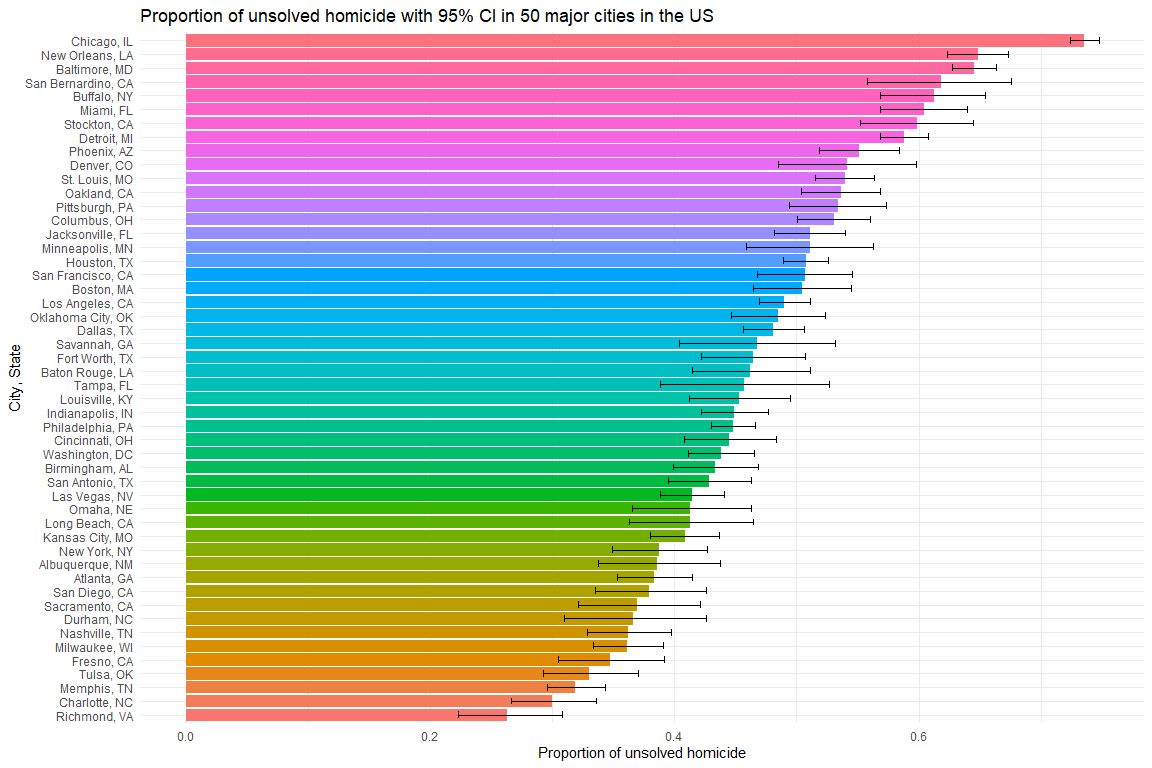 Proportion of unsolved homicide with 95% CI in 50 major cities in the US
Chicago, IL
New Orleans, LA
Baltimore, MD
San Bernardino, CA
Buffalo, NY
Miami, FL
Stockton, CA
Detroit, MI
Phoenix, AZ
Denver, CO
St. Louis, MO
Oakland, CA
Pittsburgh, PA
Columbus, OH
Jacksonville, FL
Minneapolis, MN
Houston, TX
San Francisco, CA
Boston, MA
Los Angeles, CA
Oklahoma City, OK
Dallas, TX
Savannah, GA
Fort Worth, TX
Baton Rouge, LA
Tampa, FL
Louisville, KY
Indianapolis, IN
Philadelphia, PA
Cincinnati, OH
Washington, DC
Birmingham, AL
San Antonio, TX
Las Vegas, NV
Omaha, NE
Long Beach, CA
Kansas City, MO
New York, NY
Albuquerque, NM
Atlanta, GA
San Diego, CA
Sacramento, CA
Durham, NC
Nashville, TN
Milwaukee, WI
Fresno, CA
Tulsa, OK
Memphis, TN
Charlotte, NC
Richmond, VA
City, State
0.0 0.2 0.4 0.6
Proportion of unsolved homicide